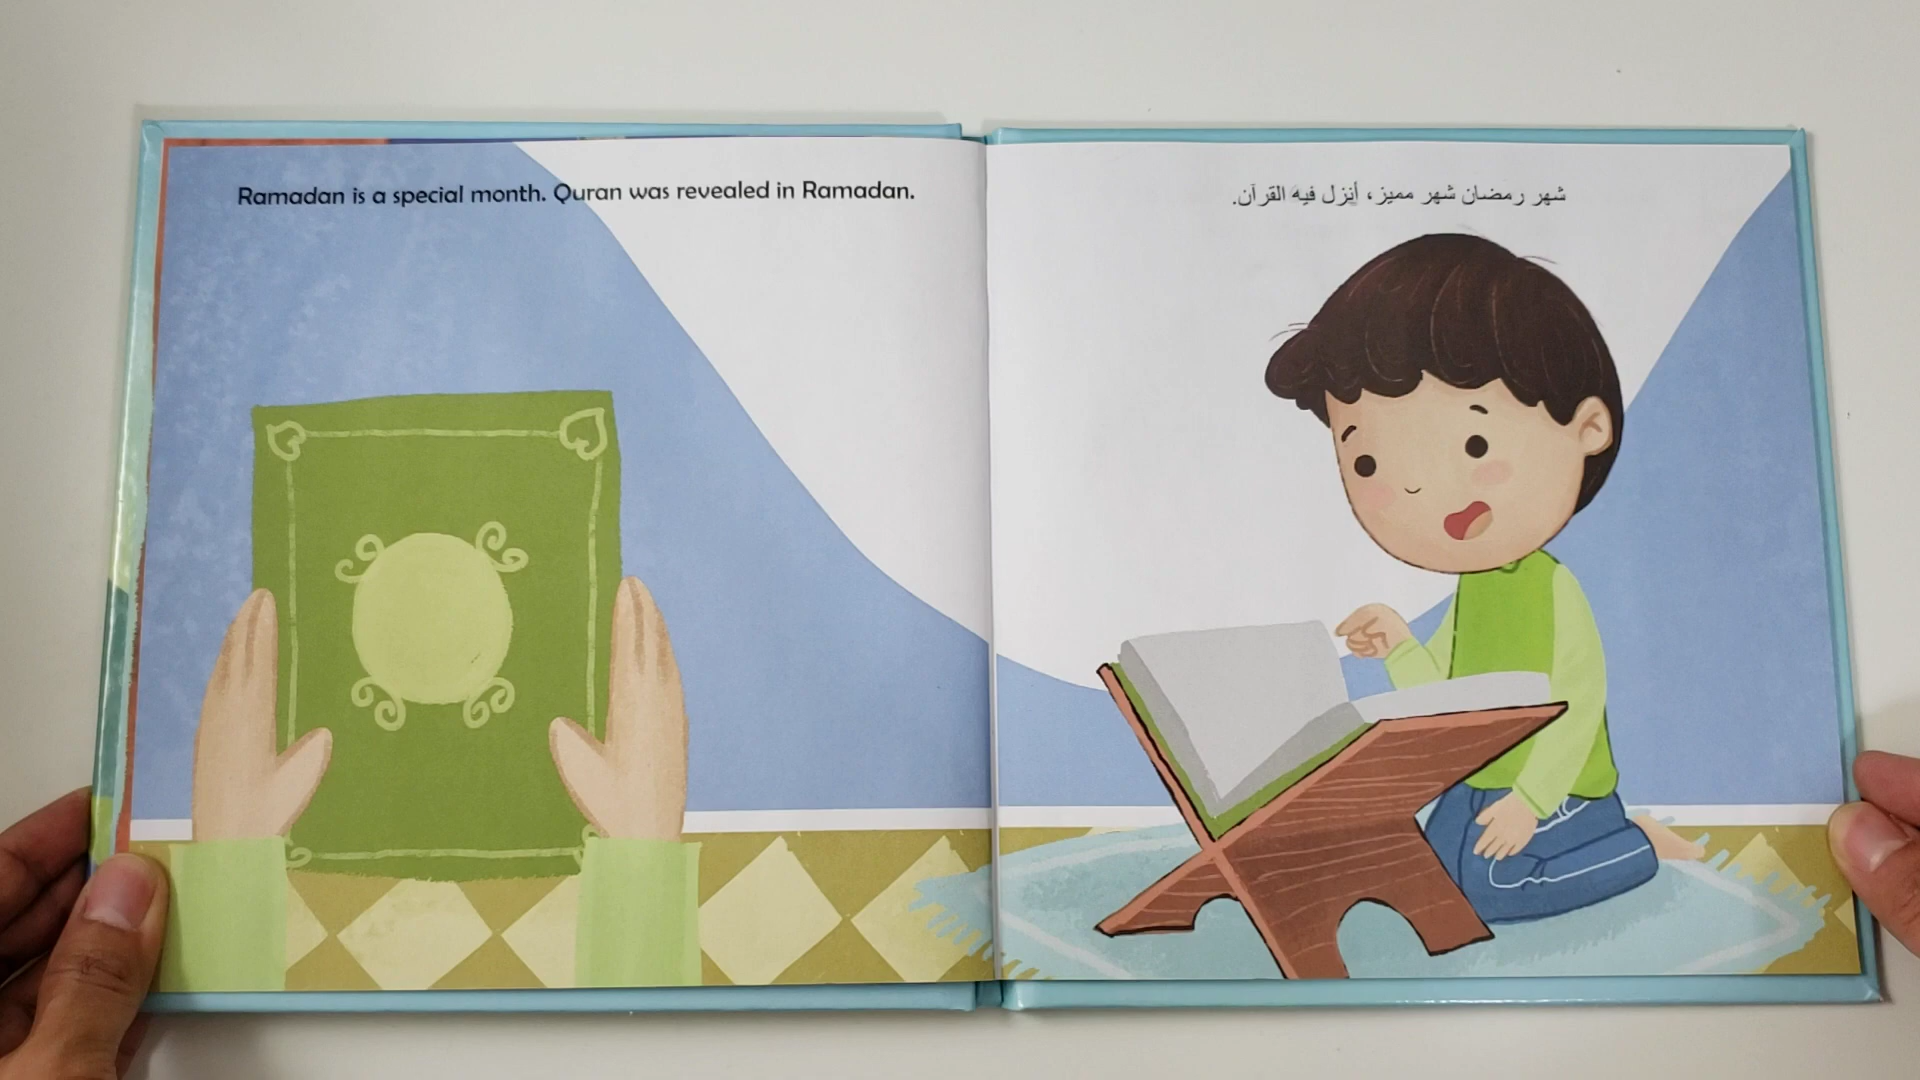 Ramadan is a special month. Quran was revealed in Ramadan.
شهر رمضان شهر مميز، أنزل فيه القرآن.